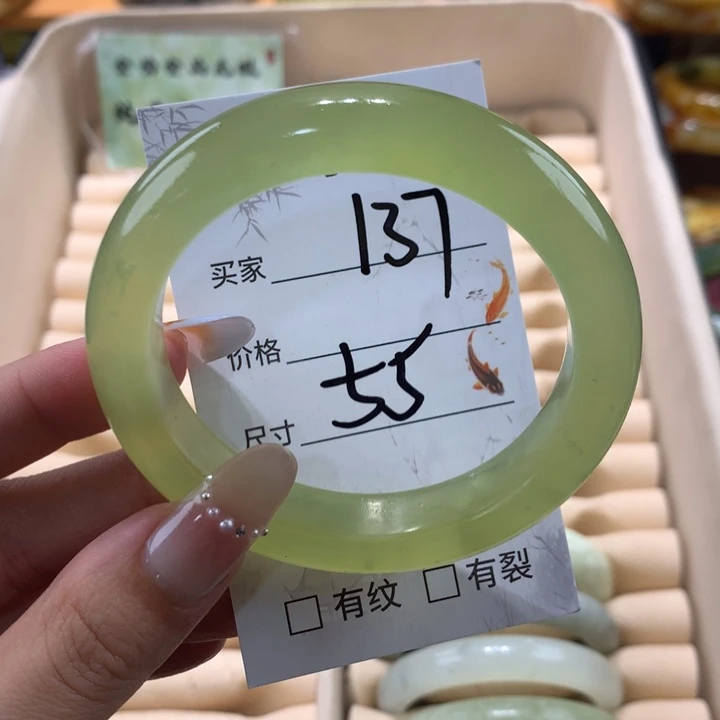 买家 137
价格
尺寸 55
□ 有纹 □ 有裂